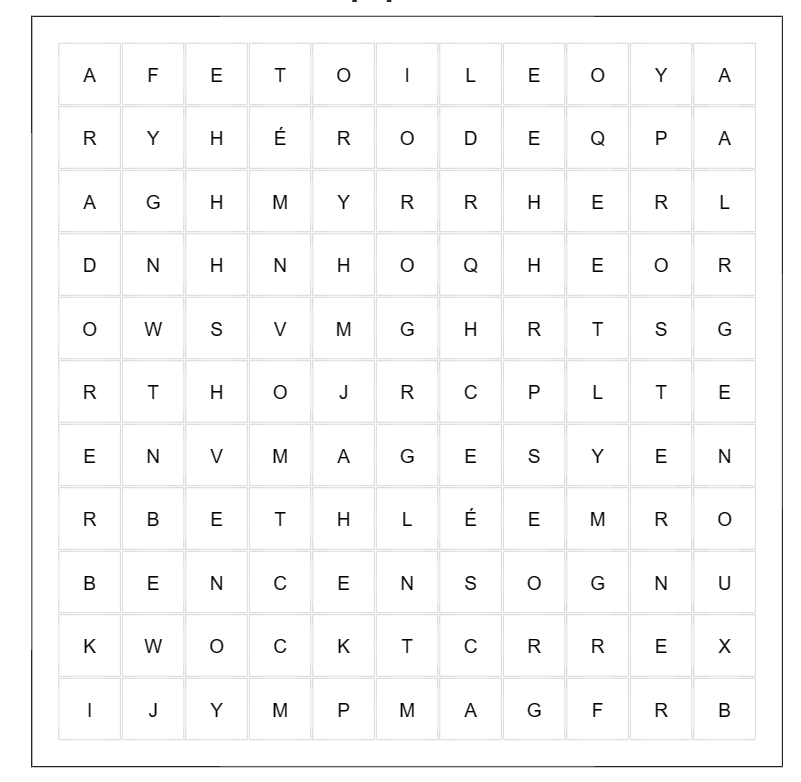 A F E T O I L E O Y A
R Y H É R O D E Q P A
A G H M Y R R H E R L
D N H N H O Q H E O R
O W S V M G H R T S G
R T H O J R C P L T E
E N V M A G E S Y E N
R B E T H L É E M R O
B E N C E N S O G N U
K W O C K T C R R E X
I J Y M P M A G F R B